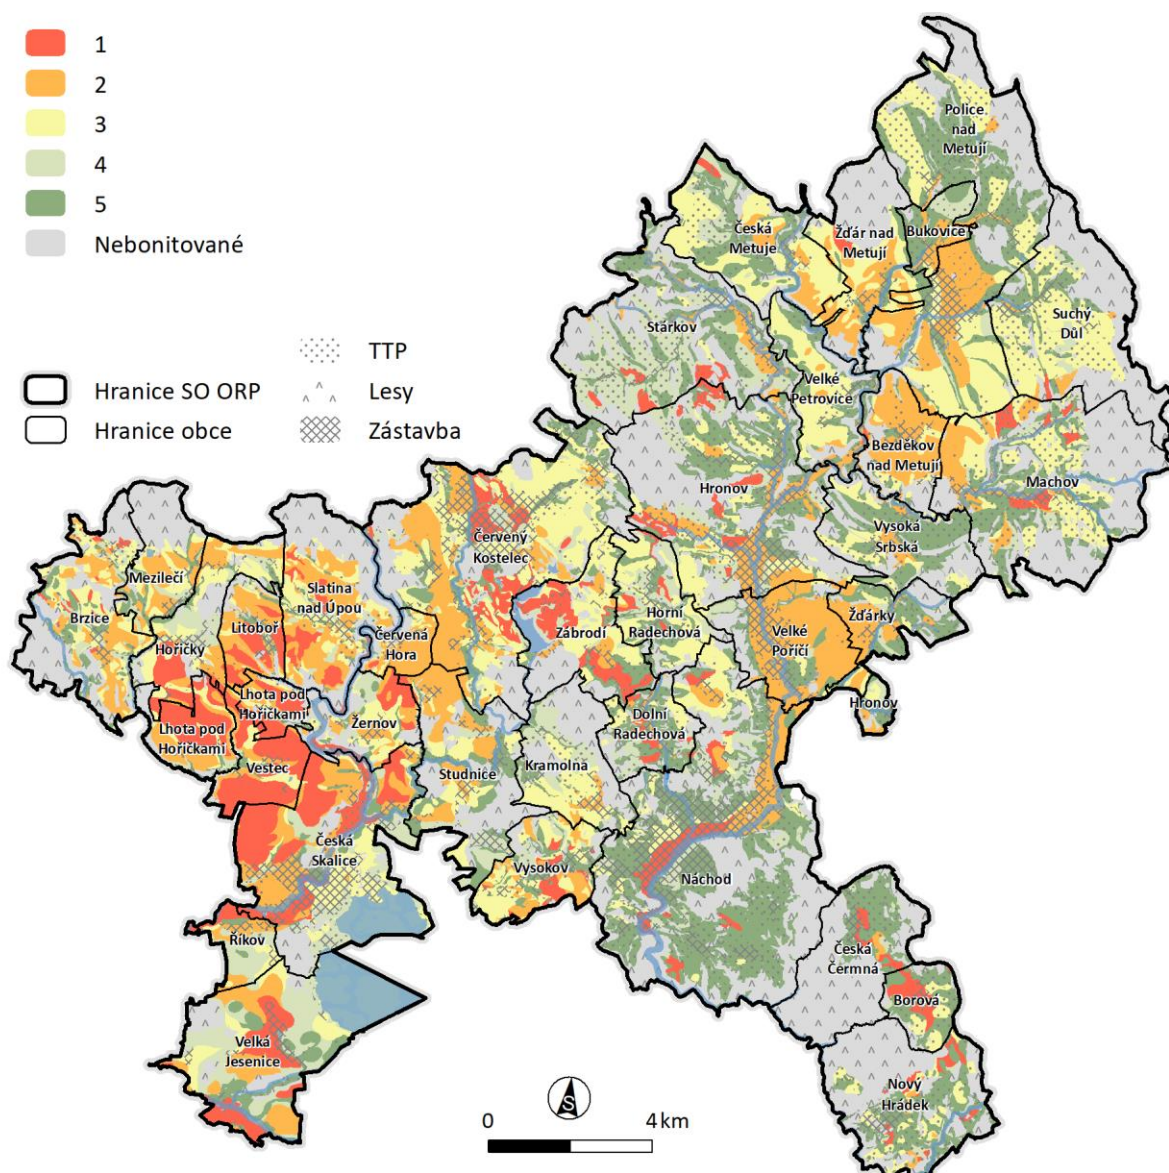 1
2
3
4
5
Nebonitované
TTP
Lesy
Zástavba
Hranice SO ORP
Hranice obce
Police
nad
Metují
Česká
Metuje
Žďár nad
Metují
Bukovice
Stárkov
Suchý
Důl
Velké
Petrovice
Bezděkov
nad Metují
Machov
Hronov
Vysoká
Srbská
Červený
Kostelec
Mezilečí
Slatina
nad Úpou
Brzice
Litoboř
Hořičky
Červená
Hora
Zábrodí
Horní
Radechová
Velké
Poříčí
Žďárky
Hronov
Lhota pod
Hořičkami
Lhota pod
Hořičkami
Žernov
Dolní
Radechová
Vestec
Studnice
Kramolna
Česká
Skalice
Vysokov
Náchod
Říkov
Česká
Čermná
Borová
Velká
Jesenice
Nový
Hrádek
S
0
4 km